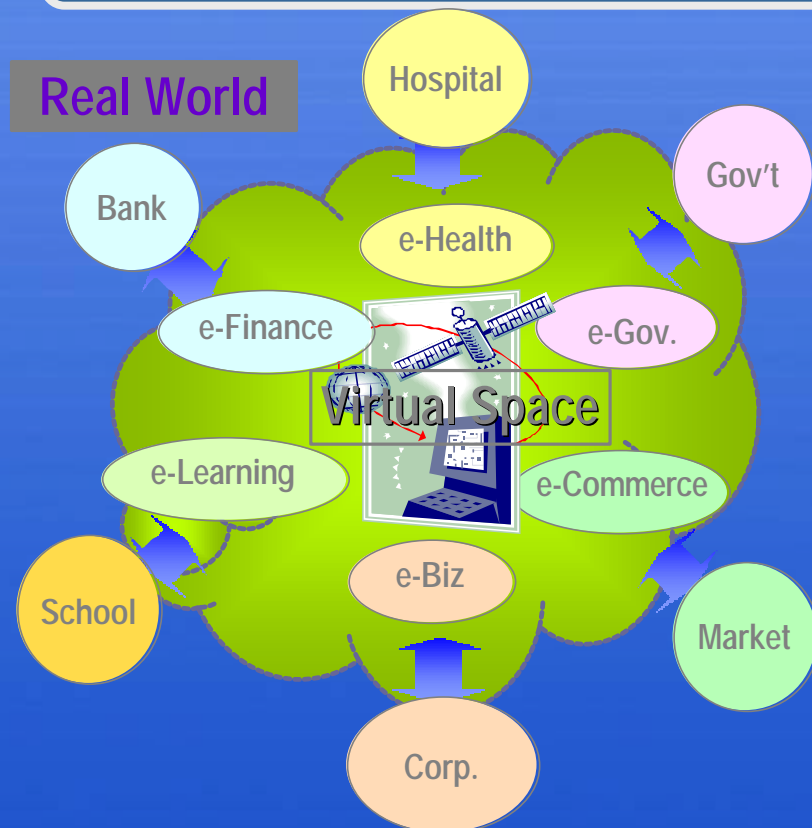 Real World
Hospital
Gov't
Bank
e-Health
e-Finance
e-Gov.
Virtual Space
e-Learning
e-Commerce
e-Biz
School
Market
Corp.